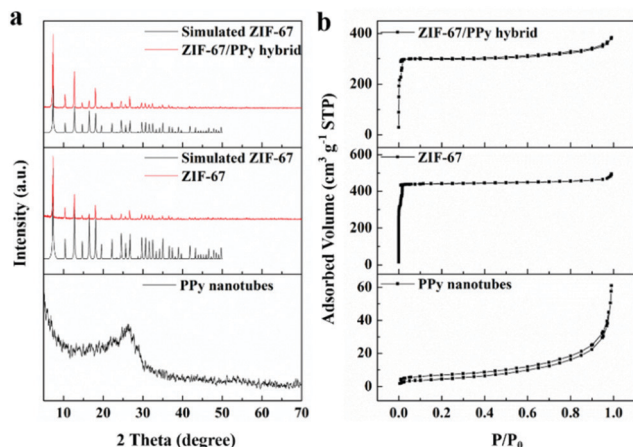 a
Simulated ZIF-67
ZIF-67/PPy hybrid
Simulated ZIF-67
ZIF-67
PPy nanotubes
Intensity (a.u.)
10 20 30 40 50 60 70
2 Theta (degree)
b
ZIF-67/PPy hybrid
400
200
0
ZIF-67
600
400
200
0
PPy nanotubes
60
40
20
0
Adsorbed Volume (cm³ g⁻¹ STP)
0.0 0.2 0.4 0.6 0.8 1.0
P/P₀